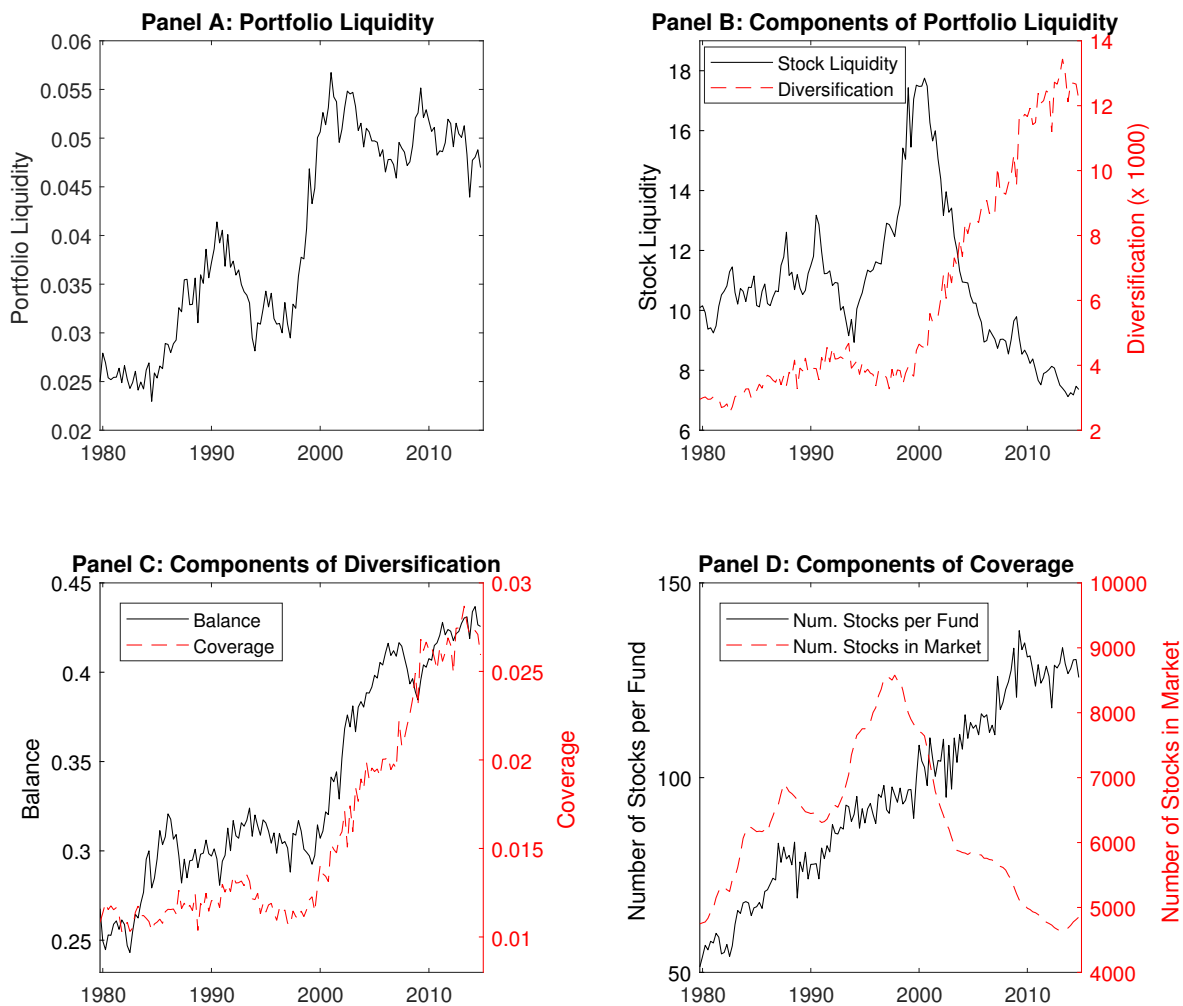 Panel A: Portfolio Liquidity
Portfolio Liquidity
0.06
0.055
0.05
0.045
0.04
0.035
0.03
0.025
0.02
1980 1990 2000 2010
Panel B: Components of Portfolio Liquidity
Stock Liquidity
18
16
14
12
10
8
6
Stock Liquidity
Diversification
14
12
10
8
6
4
2
Diversification (x 1000)
1980 1990 2000 2010
Panel C: Components of Diversification
Balance
0.45
0.4
0.35
0.3
0.25
Balance
Coverage
0.03
0.025
0.02
0.015
0.01
Coverage
1980 1990 2000 2010
Panel D: Components of Coverage
Number of Stocks per Fund
150
100
50
Num. Stocks per Fund
Num. Stocks in Market
10000
9000
8000
7000
6000
5000
4000
Number of Stocks in Market
1980 1990 2000 2010